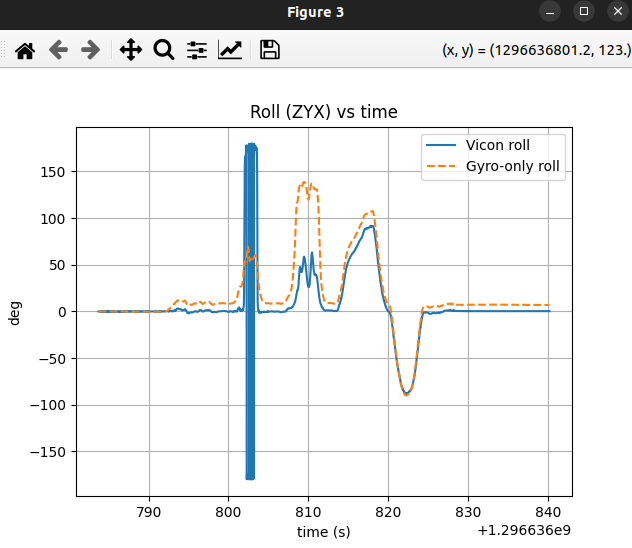 Figure 3
(x, y) = (1296636801.2, 123.)
Roll (ZYX) vs time
Vicon roll
Gyro-only roll
150
100
50
0
−50
−100
−150
deg
790 800 810 820 830 840
time (s)
+1.296636e9